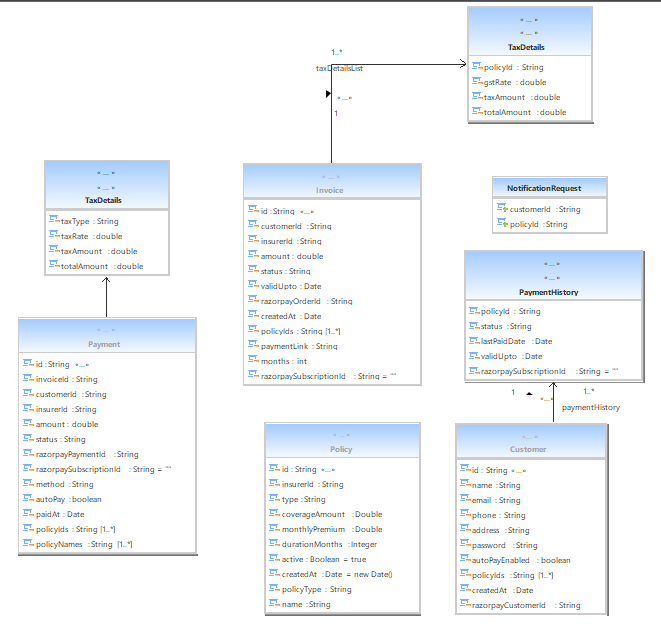 «...»
«...»
TaxDetails
policyId : String
gstRate : double
taxAmount : double
totalAmount : double
1..*
taxDetailsList
«...»
1
«...»
«...»
TaxDetails
taxType : String
taxRate : double
taxAmount : double
totalAmount : double
«...»
Invoice
id : String «...»
customerId : String
insurerId : String
amount : double
status : String
validUpto : Date
razorpayOrderId : String
createdAt : Date
policyIds : String [1..*]
paymentLink : String
months : int
razorpaySubscriptionId : String = ""
NotificationRequest
customerId : String
policyId : String
«...»
«...»
PaymentHistory
policyId : String
status : String
lastPaidDate : Date
validUpto : Date
razorpaySubscriptionId : String = ""
«...»
Payment
id : String «...»
invoiceId : String
customerId : String
insurerId : String
amount : double
status : String
razorpayPaymentId : String
razorpaySubscriptionId : String = ""
method : String
autoPay : boolean
paidAt : Date
policyIds : String [1..*]
policyNames : String [1..*]
1
«...»
1..*
paymentHistory
«...»
Policy
id : String «...»
insurerId : String
type : String
coverageAmount : Double
monthlyPremium : Double
durationMonths : Integer
active : Boolean = true
createdAt : Date = new Date()
policyType : String
name : String
«...»
Customer
id : String «...»
name : String
email : String
phone : String
address : String
password : String
autoPayEnabled : boolean
policyIds : String [1..*]
createdAt : Date
razorpayCustomerId : String